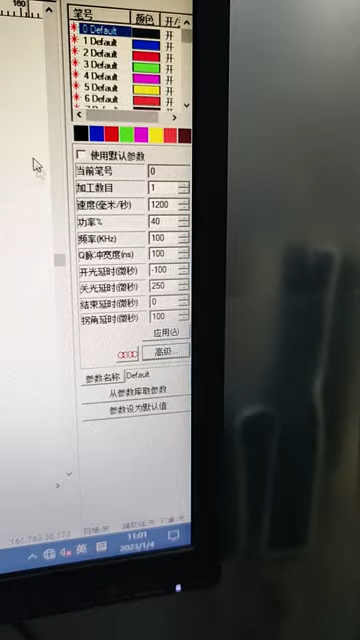 160
笔号 颜色 开/
0 Default 开
1 Default 开
2 Default 开
3 Default 开
4 Default 开
5 Default 开
6 Default 开
使用默认参数
当前笔号 0
加工数目 1
速度(毫米/秒) 1200
功率% 40
频率(KHz) 100
Q脉冲宽度(ns) 100
开光延时(微秒) -100
关光延时(微秒) 250
结束延时(微秒) 0
拐角延时(微秒) 100
应用(A)
高级...
参数名称 Default
从参数库取参数
参数设为默认值
英
11:01
2023/1/4